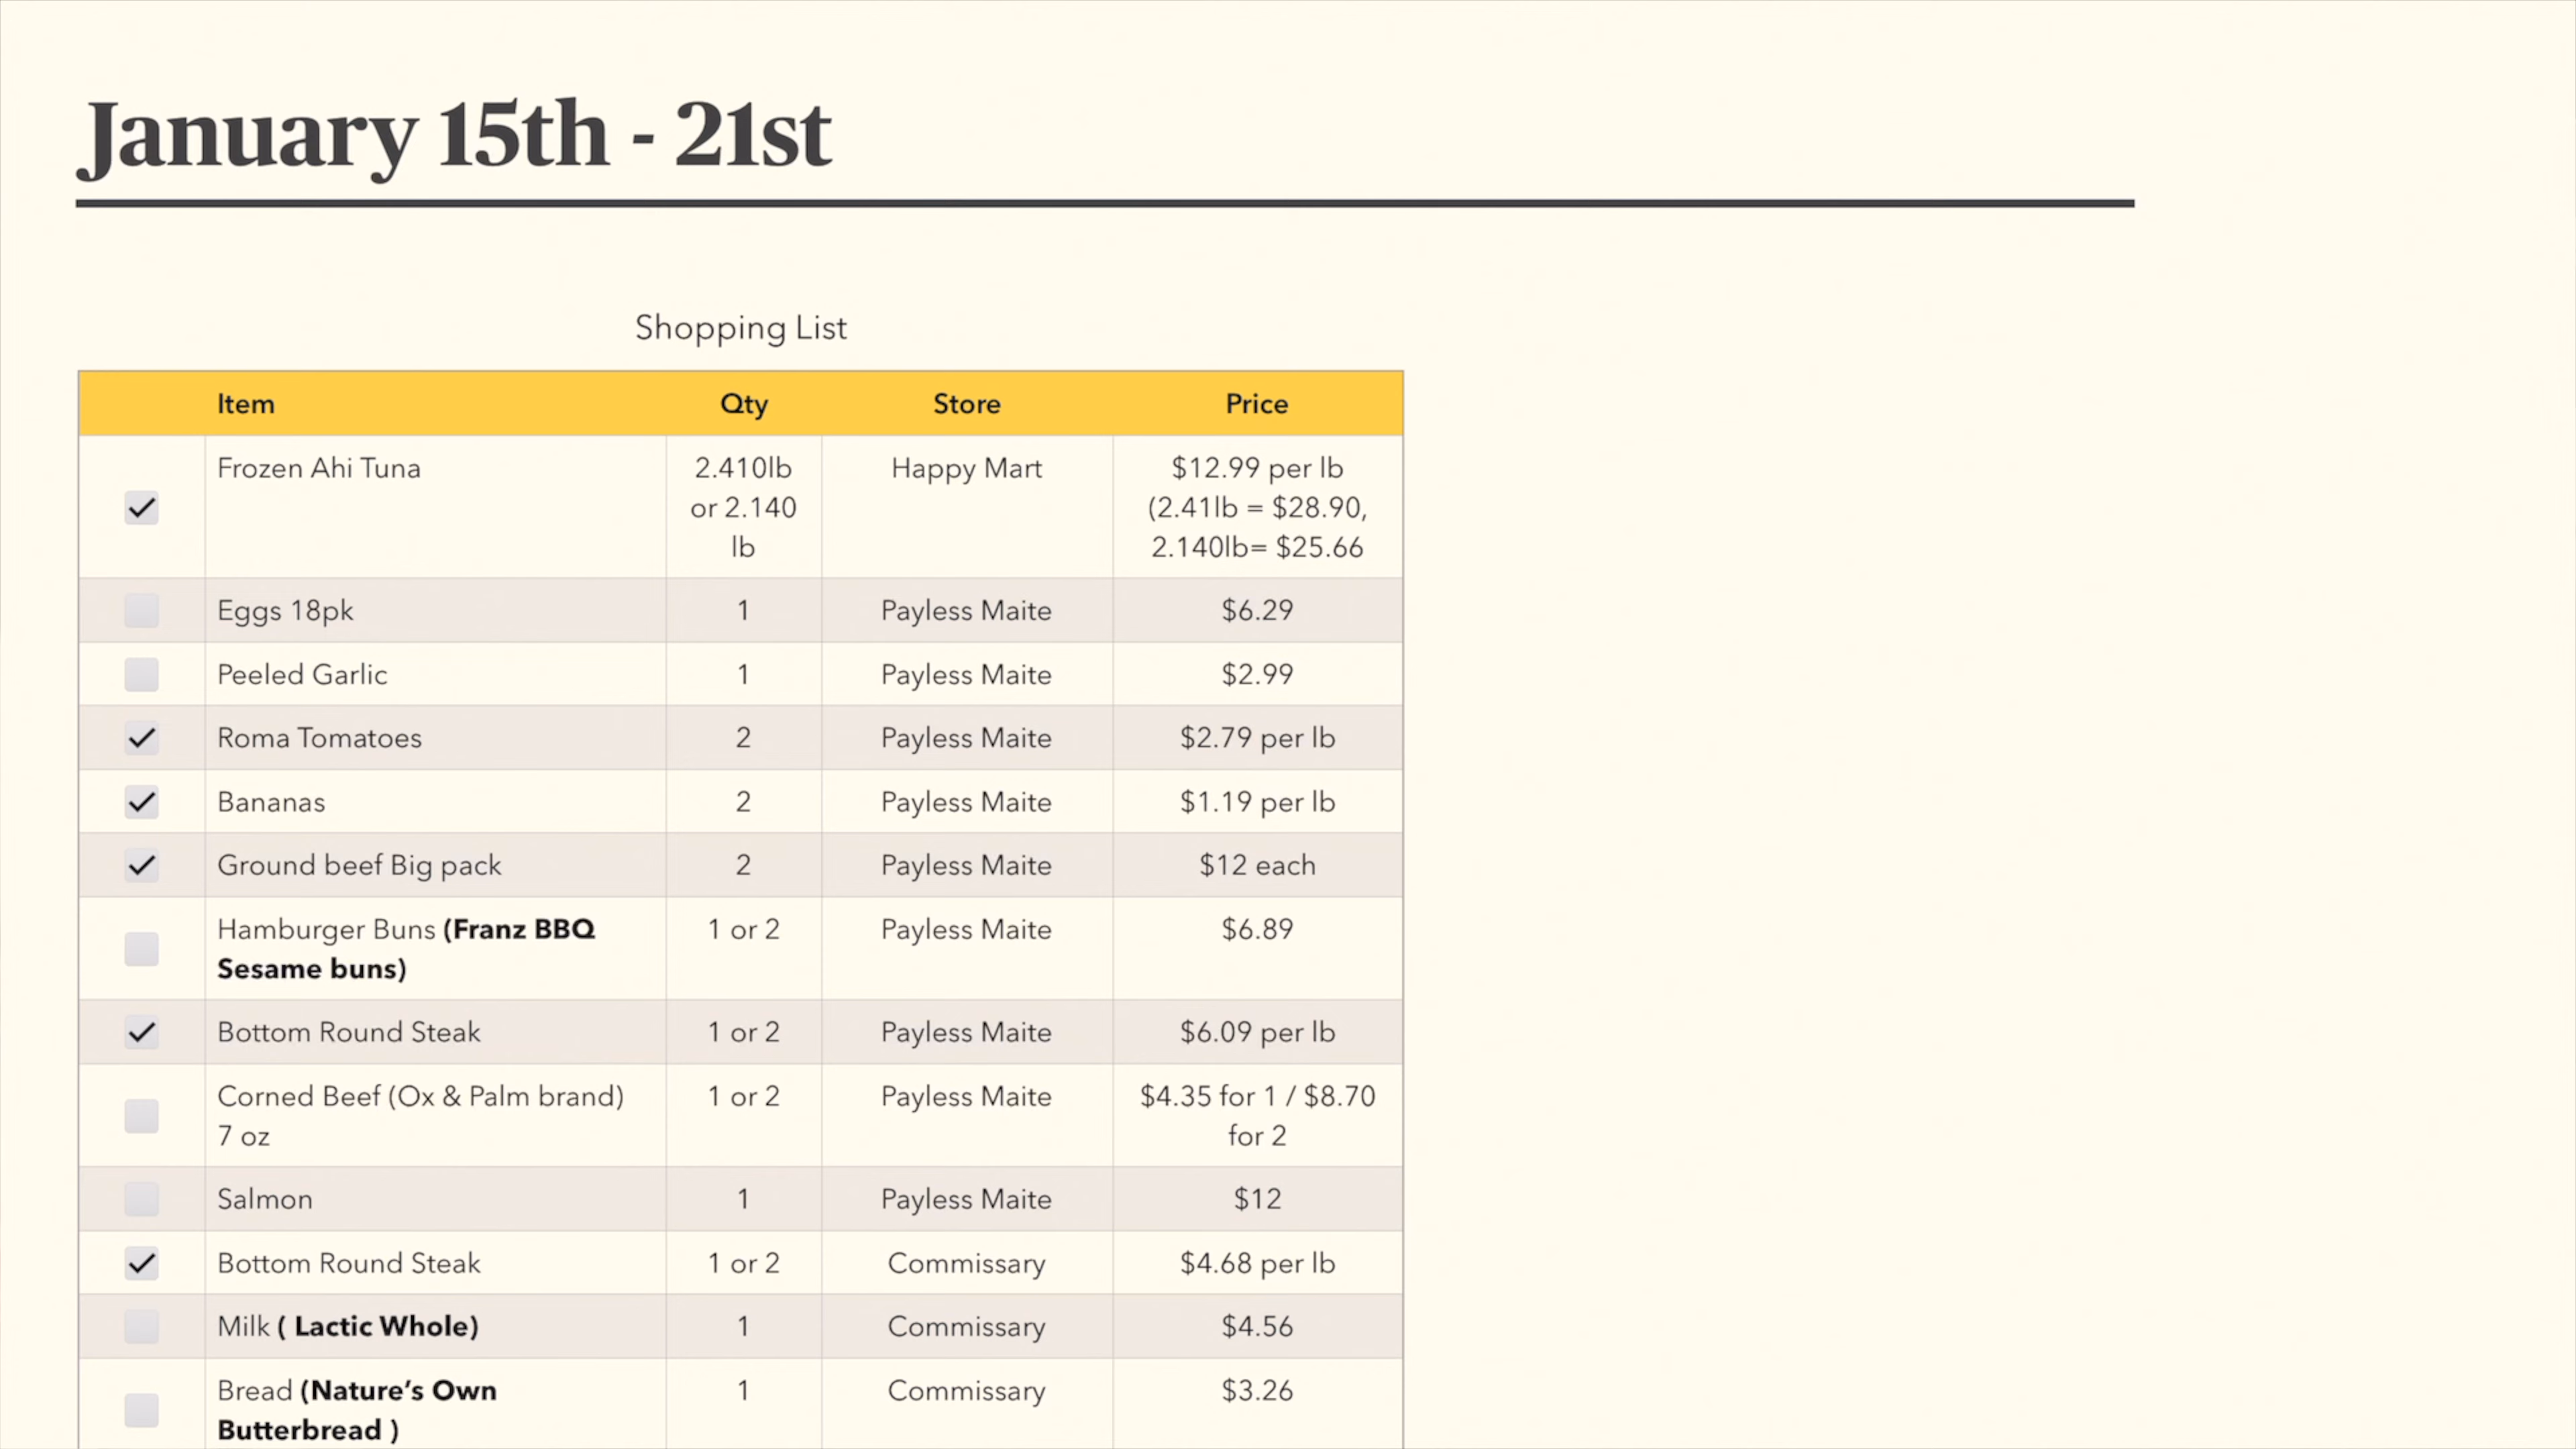 January 15th - 21st
Shopping List
Item Qty Store Price
Frozen Ahi Tuna 2.410lb Happy Mart $12.99 per lb
or 2.140 (2.41lb = $28.90,
lb 2.140lb= $25.66
Eggs 18pk 1 Payless Maite $6.29
Peeled Garlic 1 Payless Maite $2.99
Roma Tomatoes 2 Payless Maite $2.79 per lb
Bananas 2 Payless Maite $1.19 per lb
Ground beef Big pack 2 Payless Maite $12 each
Hamburger Buns (Franz BBQ 1 or 2 Payless Maite $6.89
Sesame buns)
Bottom Round Steak 1 or 2 Payless Maite $6.09 per lb
Corned Beef (Ox & Palm brand) 1 or 2 Payless Maite $4.35 for 1 / $8.70
7 oz for 2
Salmon 1 Payless Maite $12
Bottom Round Steak 1 or 2 Commissary $4.68 per lb
Milk ( Lactic Whole) 1 Commissary $4.56
Bread (Nature’s Own 1 Commissary $3.26
Butterbread )